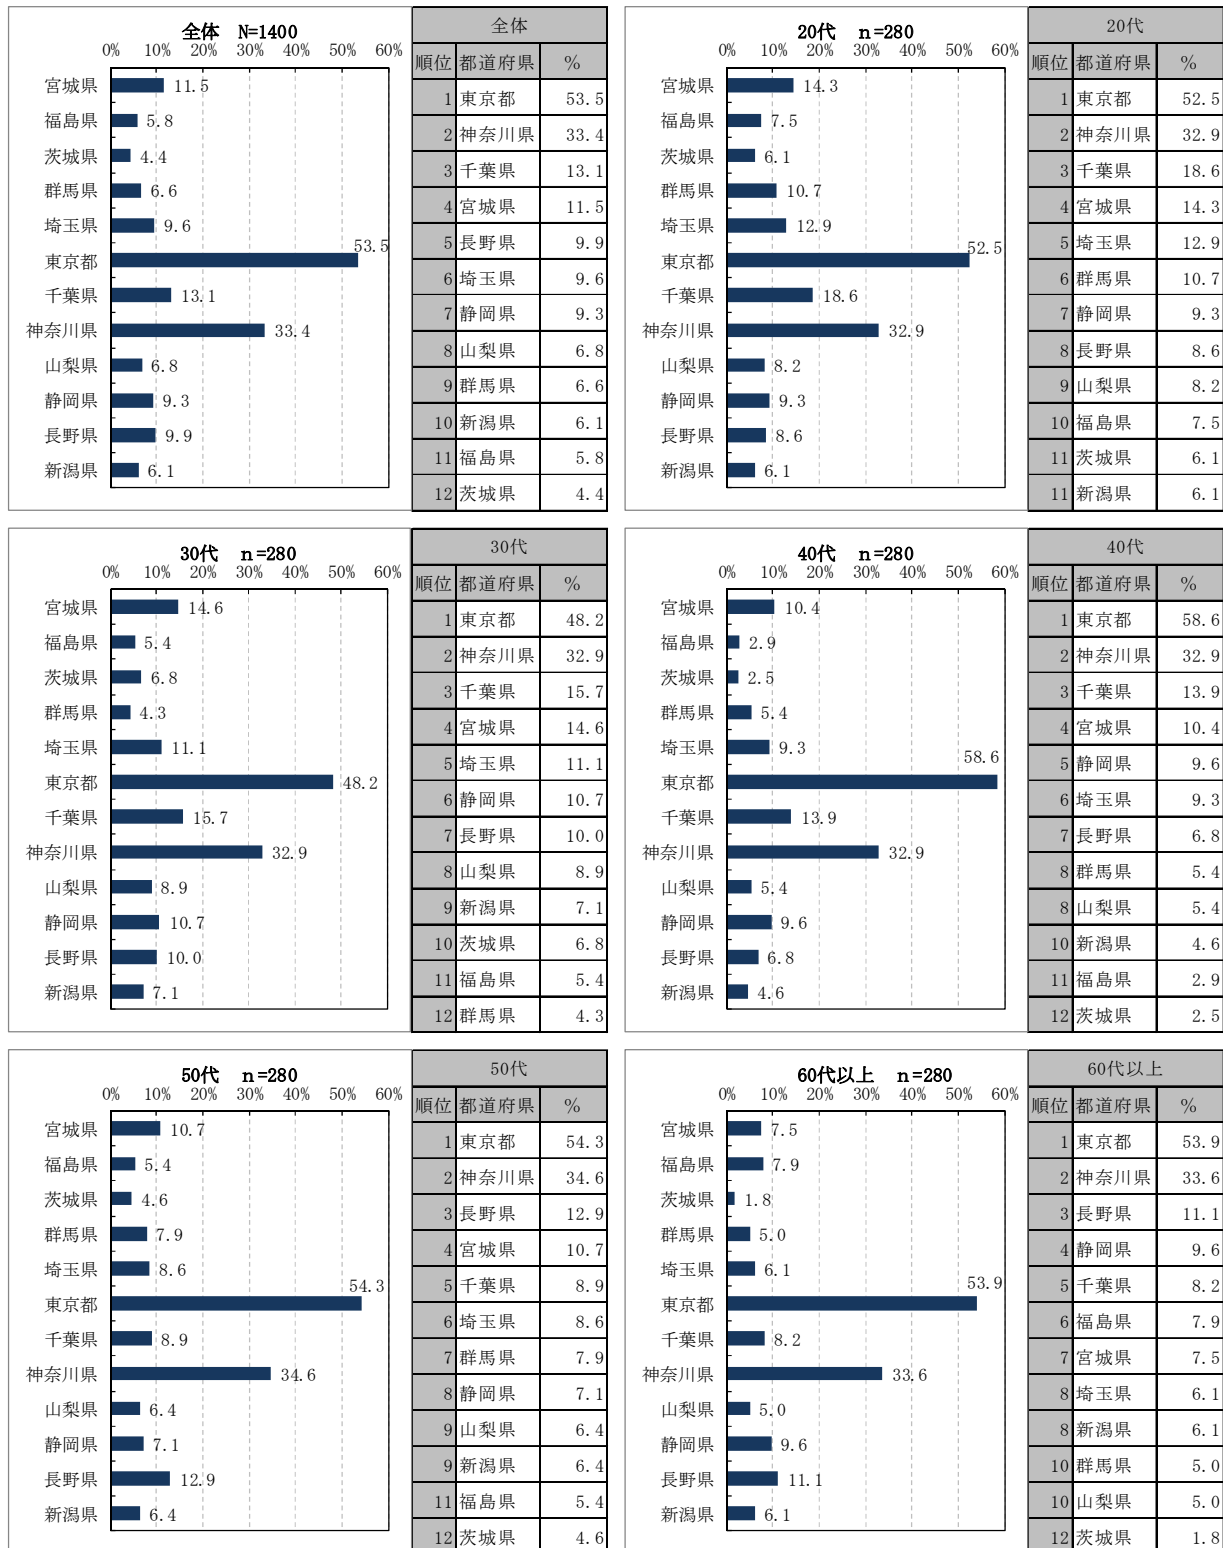 全体 N=1400
0% 10% 20% 30% 40% 50% 60%
宮城県 11.5
福島県 5.8
茨城県 4.4
群馬県 6.6
埼玉県 9.6
東京都 53.5
千葉県 13.1
神奈川県 33.4
山梨県 6.8
静岡県 9.3
長野県 9.9
新潟県 6.1
全体
順位 都道府県 %
1 東京都 53.5
2 神奈川県 33.4
3 千葉県 13.1
4 宮城県 11.5
5 長野県 9.9
6 埼玉県 9.6
7 静岡県 9.3
8 山梨県 6.8
9 群馬県 6.6
10 新潟県 6.1
11 福島県 5.8
12 茨城県 4.4
20代 n=280
0% 10% 20% 30% 40% 50% 60%
宮城県 14.3
福島県 7.5
茨城県 6.1
群馬県 10.7
埼玉県 12.9
東京都 52.5
千葉県 18.6
神奈川県 32.9
山梨県 8.2
静岡県 9.3
長野県 8.6
新潟県 6.1
20代
順位 都道府県 %
1 東京都 52.5
2 神奈川県 32.9
3 千葉県 18.6
4 宮城県 14.3
5 埼玉県 12.9
6 群馬県 10.7
7 静岡県 9.3
8 長野県 8.6
9 山梨県 8.2
10 福島県 7.5
11 茨城県 6.1
11 新潟県 6.1
30代 n=280
0% 10% 20% 30% 40% 50% 60%
宮城県 14.6
福島県 5.4
茨城県 6.8
群馬県 4.3
埼玉県 11.1
東京都 48.2
千葉県 15.7
神奈川県 32.9
山梨県 8.9
静岡県 10.7
長野県 10.0
新潟県 7.1
30代
順位 都道府県 %
1 東京都 48.2
2 神奈川県 32.9
3 千葉県 15.7
4 宮城県 14.6
5 埼玉県 11.1
6 静岡県 10.7
7 長野県 10.0
8 山梨県 8.9
9 新潟県 7.1
10 茨城県 6.8
11 福島県 5.4
12 群馬県 4.3
40代 n=280
0% 10% 20% 30% 40% 50% 60%
宮城県 10.4
福島県 2.9
茨城県 2.5
群馬県 5.4
埼玉県 9.3
東京都 58.6
千葉県 13.9
神奈川県 32.9
山梨県 5.4
静岡県 9.6
長野県 6.8
新潟県 4.6
40代
順位 都道府県 %
1 東京都 58.6
2 神奈川県 32.9
3 千葉県 13.9
4 宮城県 10.4
5 静岡県 9.6
6 埼玉県 9.3
7 長野県 6.8
8 群馬県 5.4
8 山梨県 5.4
10 新潟県 4.6
11 福島県 2.9
12 茨城県 2.5
50代 n=280
0% 10% 20% 30% 40% 50% 60%
宮城県 10.7
福島県 5.4
茨城県 4.6
群馬県 7.9
埼玉県 8.6
東京都 54.3
千葉県 8.9
神奈川県 34.6
山梨県 6.4
静岡県 7.1
長野県 12.9
新潟県 6.4
50代
順位 都道府県 %
1 東京都 54.3
2 神奈川県 34.6
3 長野県 12.9
4 宮城県 10.7
5 千葉県 8.9
6 埼玉県 8.6
7 群馬県 7.9
8 静岡県 7.1
9 山梨県 6.4
9 新潟県 6.4
11 福島県 5.4
12 茨城県 4.6
60代以上 n=280
0% 10% 20% 30% 40% 50% 60%
宮城県 7.5
福島県 7.9
茨城県 1.8
群馬県 5.0
埼玉県 6.1
東京都 53.9
千葉県 8.2
神奈川県 33.6
山梨県 5.0
静岡県 9.6
長野県 11.1
新潟県 6.1
60代以上
順位 都道府県 %
1 東京都 53.9
2 神奈川県 33.6
3 長野県 11.1
4 静岡県 9.6
5 千葉県 8.2
6 福島県 7.9
7 宮城県 7.5
8 埼玉県 6.1
8 新潟県 6.1
10 群馬県 5.0
10 山梨県 5.0
12 茨城県 1.8